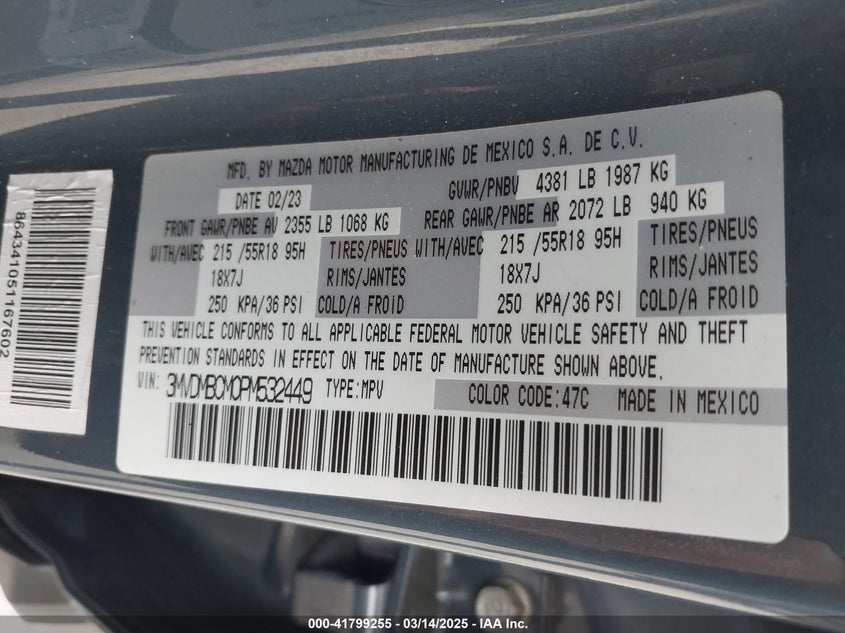 MFD. BY MAZDA MOTOR MANUFACTURING DE MEXICO S.A. DE C.V.
DATE 02/23 GVWR/PNBV 4381 LB 1987 KG
FRONT GAWR/PNBE AV 2355 LB 1068 KG REAR GAWR/PNBE AR 2072 LB 940 KG
WITH/AVEC 215 /55R18 95H TIRES/PNEUS WITH/AVEC 215 /55R18 95H TIRES/PNEUS
18X7J RIMS/JANTES 18X7J RIMS/JANTES
250 KPA/36 PSI COLD/A FROID 250 KPA/36 PSI COLD/A FROID
THIS VEHICLE CONFORMS TO ALL APPLICABLE FEDERAL MOTOR VEHICLE SAFETY AND THEFT
PREVENTION STANDARDS IN EFFECT ON THE DATE OF MANUFACTURE SHOWN ABOVE.
VIN: 3MVDMBCM0PM532449 TYPE:MPV COLOR CODE:47C MADE IN MEXICO
864341051167602
000-41799255 - 03/14/2025 - IAA Inc.